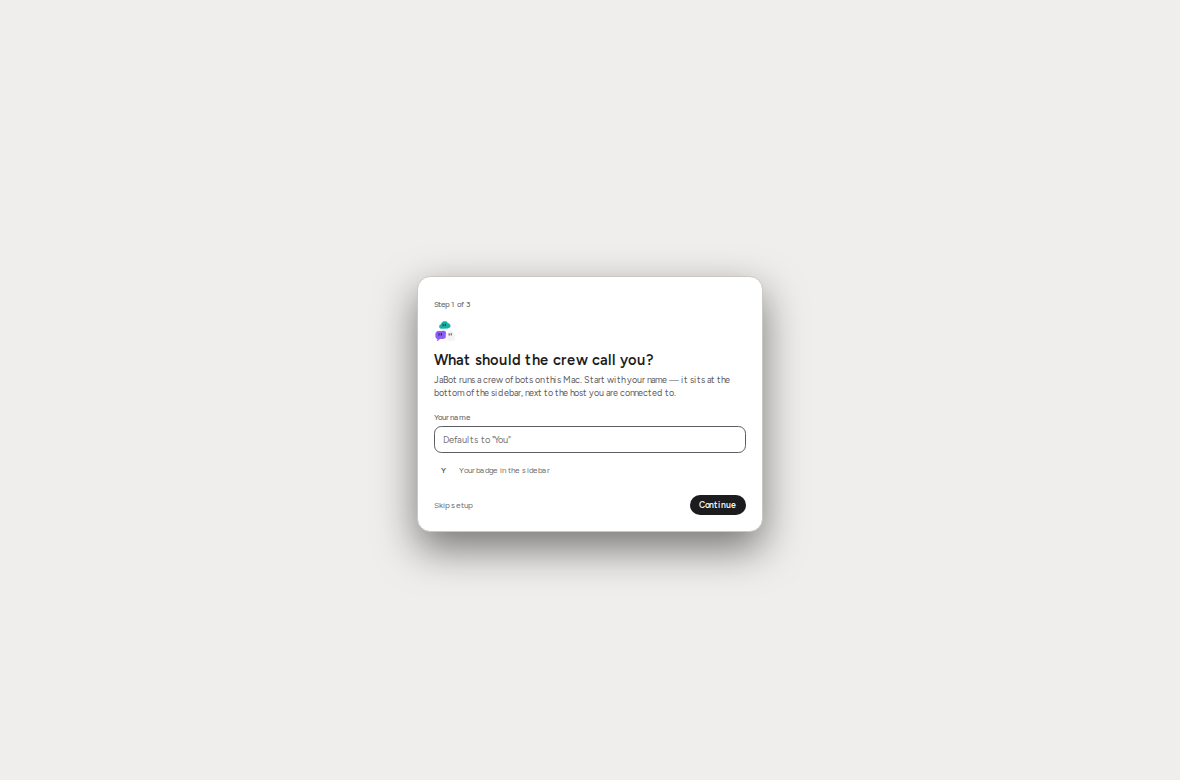 Step 1 of 3
What should the crew call you?
JaBot runs a crew of bots on this Mac. Start with your name — it sits at the
bottom of the sidebar, next to the host you are connected to.
Your name
Defaults to "You"
Y Your badge in the sidebar
Skip setup Continue